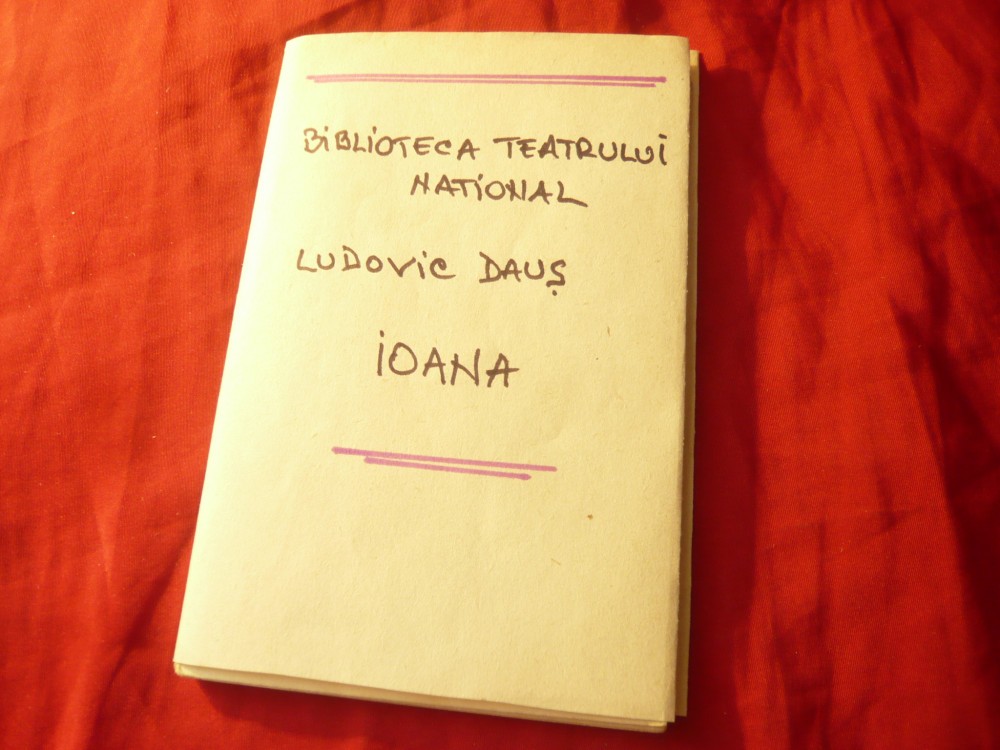 BiBLiOTECA TEATRULUi
NATiONAL
LUDOViC DAUȘ
iOANA